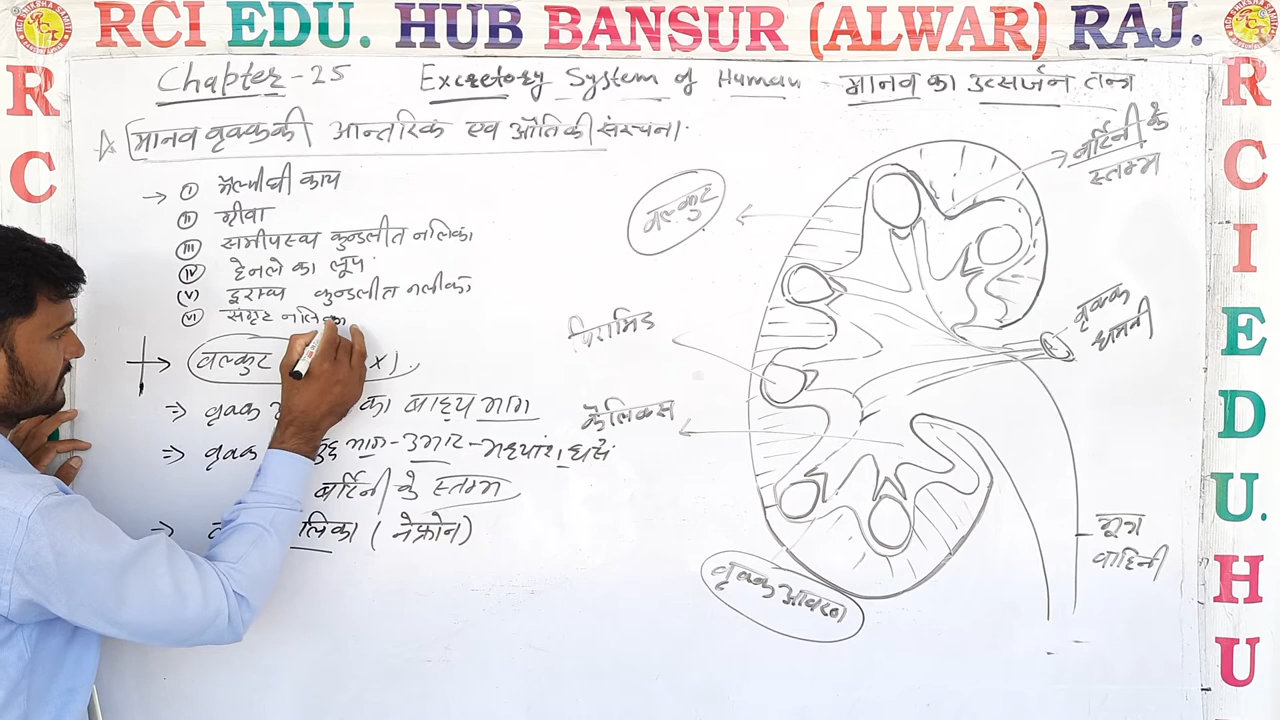 RCI EDU. HUB BANSUR (ALWAR) RAJ.
R
C
Chapter-25 Excretory System of Human - मानव का उत्सर्जन तन्त्र
मानव वृक्क की आन्तरिक एव औतिकी संरचना
(I) मैल्पीघी काय
(II) ग्रीवा
(III) समीपस्थ कुन्डलीत नलिका
(IV) हेनले का लूप
(V) दूरस्थ कुन्डलीत नलीका
(VI) संग्रह नलिका
वल्कुट x)
=> वृक्क का बाह्य भाग
=> वृक्क भाग - उभार - मध्यांश
बर्टिनी के स्तम्भ
=> लिका (नेफ्रोन)
बर्टिनी के
स्तम्भ
वल्कुट
पिरामिड
कैलिक्स
वृक्क
धमनी
मूत्र
वाहिनी
वृक्क आवरण
R
C
I
E
D
U.
H
U